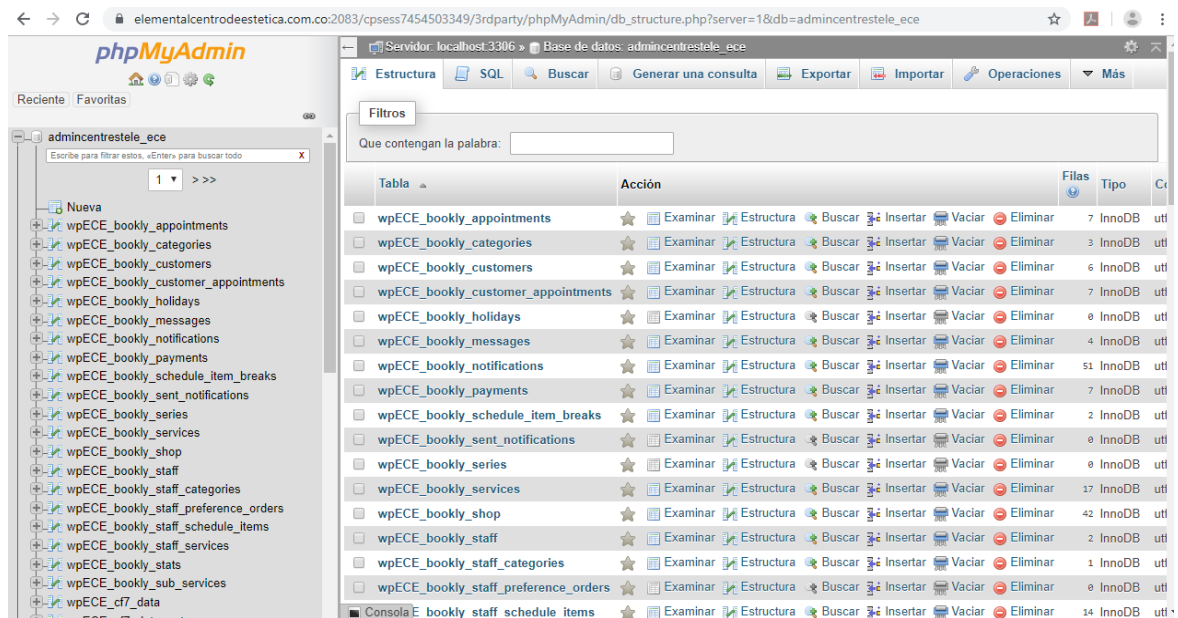 elementalcentrodeestetica.com.co:2083/cpsess7454503349/3rdparty/phpMyAdmin/db_structure.php?server=1&db=admincentrestele_ece
phpMyAdmin
Reciente Favoritas
admincentrestele_ece
Escribe para filtrar estos, «Enter» para buscar todo X
1 > >>
Nueva
wpECE_bookly_appointments
wpECE_bookly_categories
wpECE_bookly_customers
wpECE_bookly_customer_appointments
wpECE_bookly_holidays
wpECE_bookly_messages
wpECE_bookly_notifications
wpECE_bookly_payments
wpECE_bookly_schedule_item_breaks
wpECE_bookly_sent_notifications
wpECE_bookly_series
wpECE_bookly_services
wpECE_bookly_shop
wpECE_bookly_staff
wpECE_bookly_staff_categories
wpECE_bookly_staff_preference_orders
wpECE_bookly_staff_schedule_items
wpECE_bookly_staff_services
wpECE_bookly_stats
wpECE_bookly_sub_services
wpECE_cf7_data
Servidor: localhost:3306 » Base de datos: admincentrestele_ece
Estructura SQL Buscar Generar una consulta Exportar Importar Operaciones Más
Filtros
Que contengan la palabra:
Tabla Acción Filas Tipo
wpECE_bookly_appointments Examinar Estructura Buscar Insertar Vaciar Eliminar 7 InnoDB
wpECE_bookly_categories Examinar Estructura Buscar Insertar Vaciar Eliminar 3 InnoDB
wpECE_bookly_customers Examinar Estructura Buscar Insertar Vaciar Eliminar 6 InnoDB
wpECE_bookly_customer_appointments Examinar Estructura Buscar Insertar Vaciar Eliminar 7 InnoDB
wpECE_bookly_holidays Examinar Estructura Buscar Insertar Vaciar Eliminar 0 InnoDB
wpECE_bookly_messages Examinar Estructura Buscar Insertar Vaciar Eliminar 4 InnoDB
wpECE_bookly_notifications Examinar Estructura Buscar Insertar Vaciar Eliminar 51 InnoDB
wpECE_bookly_payments Examinar Estructura Buscar Insertar Vaciar Eliminar 7 InnoDB
wpECE_bookly_schedule_item_breaks Examinar Estructura Buscar Insertar Vaciar Eliminar 2 InnoDB
wpECE_bookly_sent_notifications Examinar Estructura Buscar Insertar Vaciar Eliminar 0 InnoDB
wpECE_bookly_series Examinar Estructura Buscar Insertar Vaciar Eliminar 0 InnoDB
wpECE_bookly_services Examinar Estructura Buscar Insertar Vaciar Eliminar 17 InnoDB
wpECE_bookly_shop Examinar Estructura Buscar Insertar Vaciar Eliminar 42 InnoDB
wpECE_bookly_staff Examinar Estructura Buscar Insertar Vaciar Eliminar 2 InnoDB
wpECE_bookly_staff_categories Examinar Estructura Buscar Insertar Vaciar Eliminar 1 InnoDB
wpECE_bookly_staff_preference_orders Examinar Estructura Buscar Insertar Vaciar Eliminar 0 InnoDB
Consola E_bookly_staff_schedule_items Examinar Estructura Buscar Insertar Vaciar Eliminar 14 InnoDB